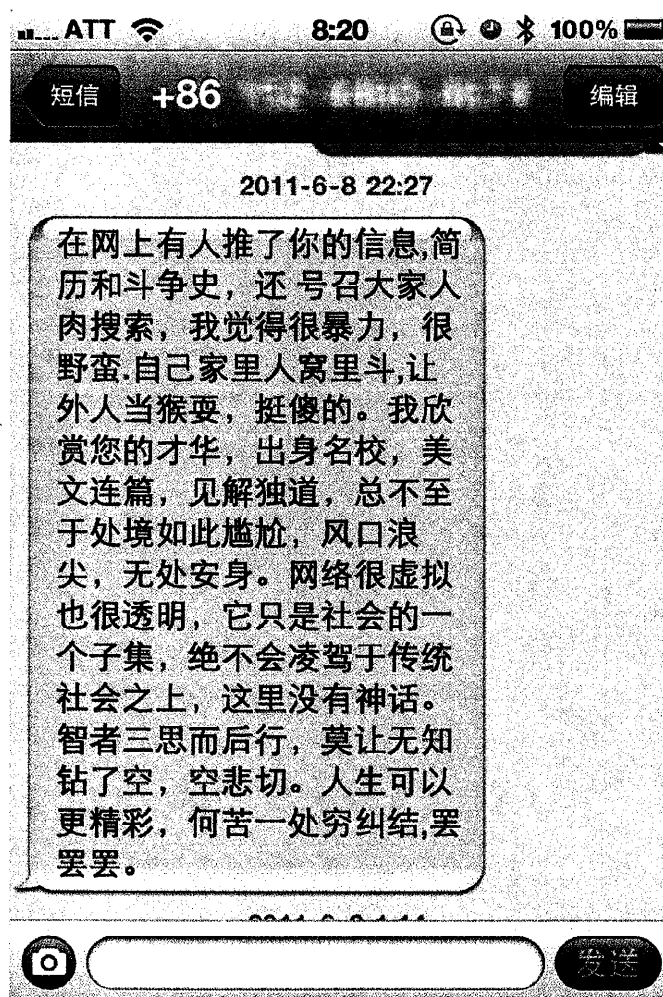 ATT 8:20 100%
短信 +86 编辑
2011-6-8 22:27
在网上有人推了你的信息,简
历和斗争史，还 号召大家人
肉搜索，我觉得很暴力，很
野蛮.自己家里人窝里斗,让
外人当猴耍，挺傻的。我欣
赏您的才华，出身名校，美
文连篇，见解独道，总不至
于处境如此尴尬，风口浪
尖，无处安身。网络很虚拟
也很透明，它只是社会的一
个子集，绝不会凌驾于传统
社会之上，这里没有神话。
智者三思而后行，莫让无知
钻了空，空悲切。人生可以
更精彩，何苦一处穷纠结,罢
罢罢。
发送